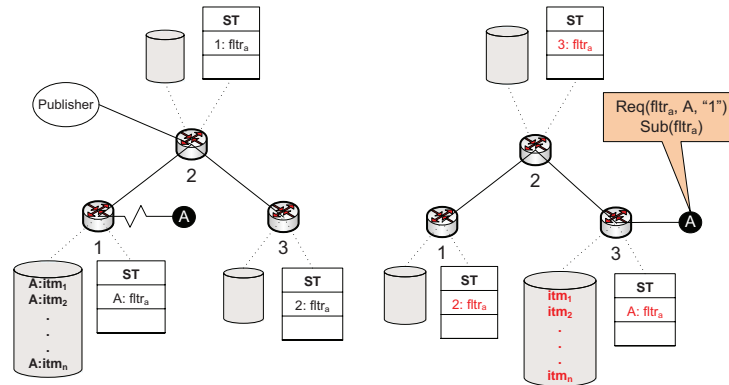 ST
1: fltrₐ
Publisher
2
A
1
3
A:itm₁
A:itm₂
.
.
.
A:itmₙ
ST
A: fltrₐ
ST
2: fltrₐ
ST
3: fltrₐ
Req(fltrₐ, A, “1”)
Sub(fltrₐ)
2
A
1
3
ST
2: fltrₐ
itm₁
itm₂
.
.
.
.
itmₙ
ST
A: fltrₐ